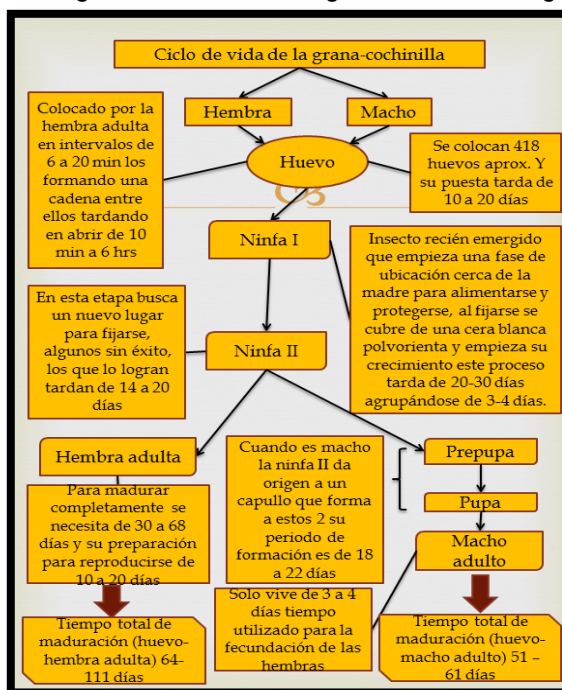 Ciclo de vida de la grana-cochinilla
Hembra
Macho
Colocado por la
hembra adulta
en intervalos de
6 a 20 min los
formando una
cadena entre
ellos tardando
en abrir de 10
min a 6 hrs
Huevo
Se colocan 418
huevos aprox. Y
su puesta tarda de
10 a 20 días
Ninfa I
Insecto recién emergido
que empieza una fase de
ubicación cerca de la
madre para alimentarse y
protegerse, al fijarse se
cubre de una cera blanca
polvorienta y empieza su
crecimiento este proceso
tarda de 20-30 días
agrupándose de 3-4 días.
En esta etapa busca
un nuevo lugar
para fijarse,
algunos sin éxito,
los que lo logran
tardan de 14 a 20
días
Ninfa II
Hembra adulta
Para madurar
completamente se
necesita de 30 a 68
días y su preparación
para reproducirse de
10 a 20 días
Tiempo total de
maduración (huevo-
hembra adulta) 64-
111 días
Cuando es macho
la ninfa II da
origen a un
capullo que forma
a estos 2 su periodo
de formación es de 18
a 22 días
Prepupa
Pupa
Macho
adulto
Solo vive de 3 a 4
días tiempo
utilizado para la
fecundación de las
hembras
Tiempo total de
maduración (huevo-
macho adulto) 51 –
61 días